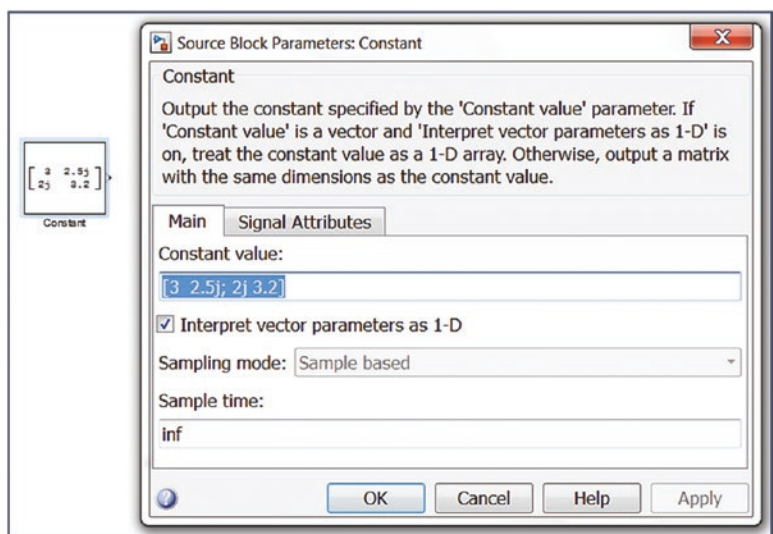 [ 3 2.5j
2j 3.2 ]
Constant
Source Block Parameters: Constant
Constant
Output the constant specified by the 'Constant value' parameter. If
'Constant value' is a vector and 'Interpret vector parameters as 1-D' is
on, treat the constant value as a 1-D array. Otherwise, output a matrix
with the same dimensions as the constant value.
Main Signal Attributes
Constant value:
[3 2.5j; 2j 3.2]
Interpret vector parameters as 1-D
Sampling mode: Sample based
Sample time:
inf
OK Cancel Help Apply